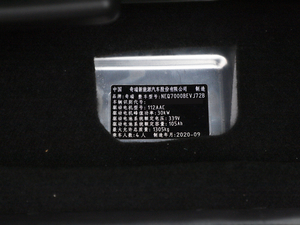 中国 奇瑞新能源汽车股份有限公司 制造
品牌:奇瑞 整车型号:NEQ7000BEVJ72B
车辆识别代号:
驱动电机型号:112AAC
驱动电机峰值功率:30kW
动力电池系统额定电压:339V
动力电池系统额定容量:105Ah
最大允许总质量:1305kg
乘坐人数:4人 制造年月:2020-09